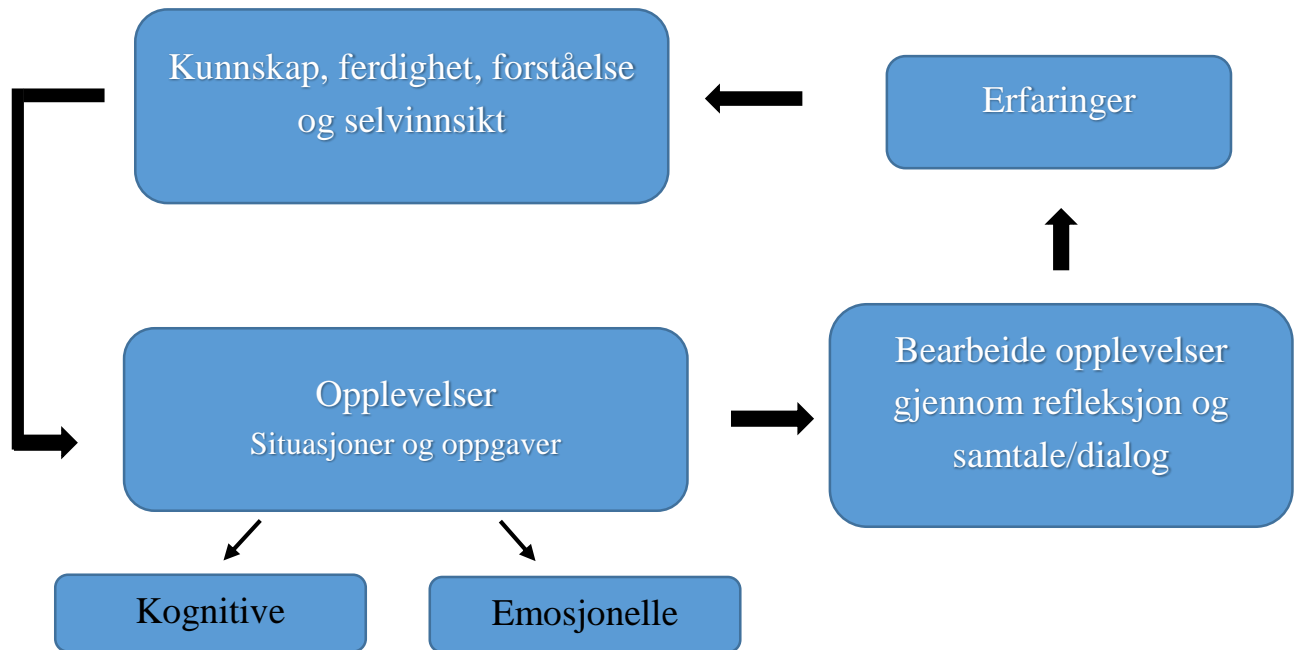 Kunnskap, ferdighet, forståelse
og selvinnsikt
Erfaringer
Opplevelser
Situasjoner og oppgaver
Bearbeide opplevelser
gjennom refleksjon og
samtale/dialog
Kognitive
Emosjonelle